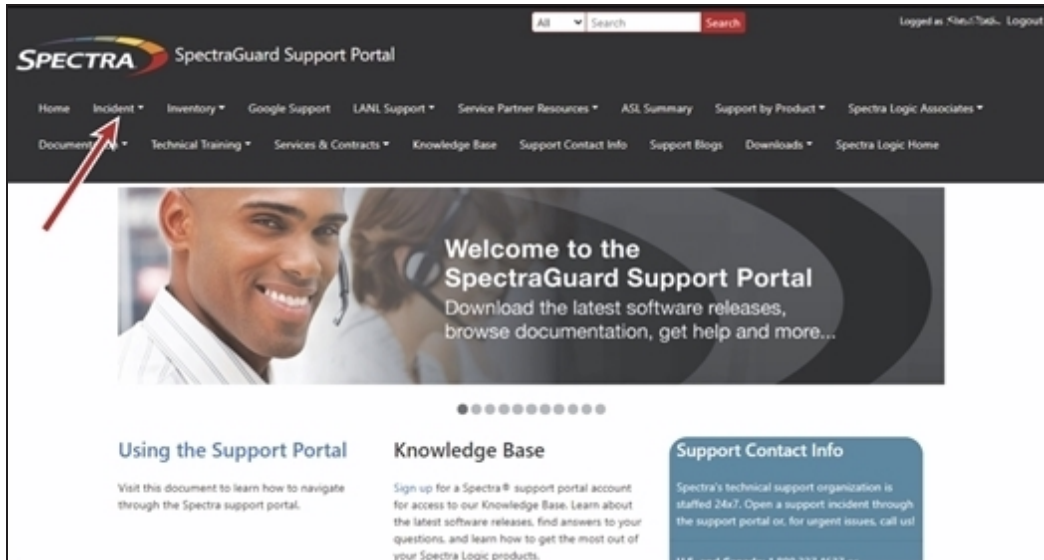 All Search Search Logged as Logout
SPECTRA SpectraGuard Support Portal
Home Incident Inventory Google Support LANL Support Service Partner Resources ASL Summary Support by Product Spectra Logic Associates
Technical Training Services & Contracts Knowledge Base Support Contact Info Support Blogs Downloads Spectra Logic Home
Welcome to the
SpectraGuard Support Portal
Download the latest software releases,
browse documentation, get help and more...
Using the Support Portal
Visit this document to learn how to navigate
through the Spectra support portal.
Knowledge Base
Sign up for a Spectra® support portal account
for access to our Knowledge Base. Learn about
the latest software releases, find answers to your
questions, and learn how to get the most out of
your Spectra Logic products.
Support Contact Info
Spectra's technical support organization is
staffed 24x7. Open a support incident through
the support portal or, for urgent issues, call us!